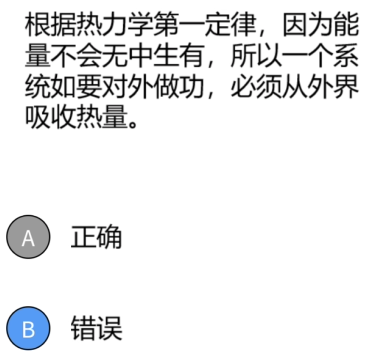 根据热力学第一定律，因为能
量不会无中生有，所以一个系
统如要对外做功，必须从外界
吸收热量。
A 正确
B 错误